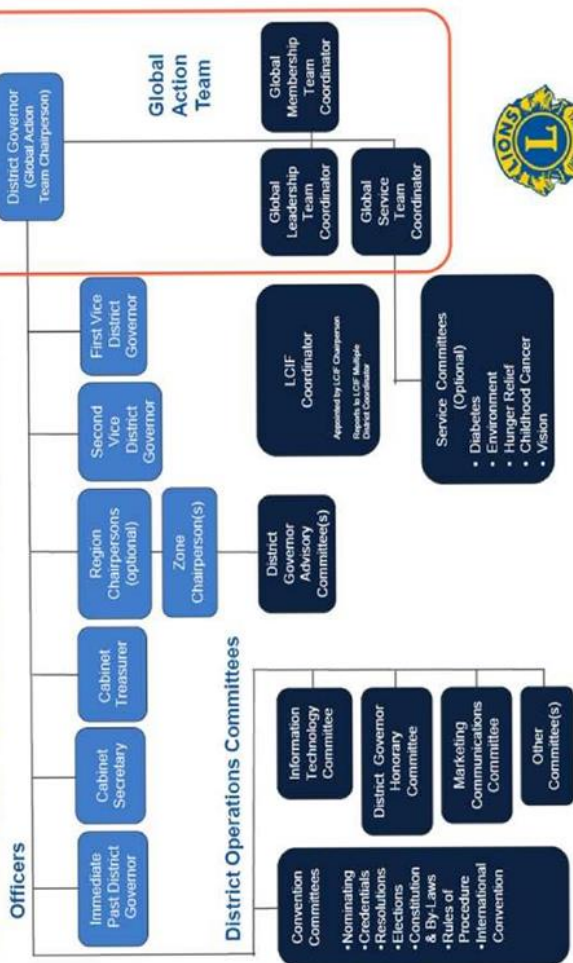 District Governor
(Global Action
Team Chairperson)
Global
Action
Team
Global
Leadership
Team
Coordinator
Global
Membership
Team
Coordinator
Global
Service
Team
Coordinator
Officers
Immediate
Past District
Governor
Cabinet
Secretary
Cabinet
Treasurer
Region
Chairpersons
(optional)
Zone
Chairperson(s)
Second
Vice
District
Governor
First Vice
District
Governor
District
Governor
Advisory
Committee(s)
LCIF
Coordinator
Appointed by LCIF Chairperson
Reports to LCIF Multiple
District Coordinator
Service Committees
(Optional)
• Diabetes
• Environment
• Hunger Relief
• Childhood Cancer
• Vision
District Operations Committees
Convention
Committees
•Nominating
•Credentials
•Resolutions
•Elections
•Constitution
& By-Laws
•Rules of
Procedure
•International
Convention
Information
Technology
Committee
District Governor
Honorary
Committee
Marketing
Communications
Committee
Other
Committee(s)
LIONS
L